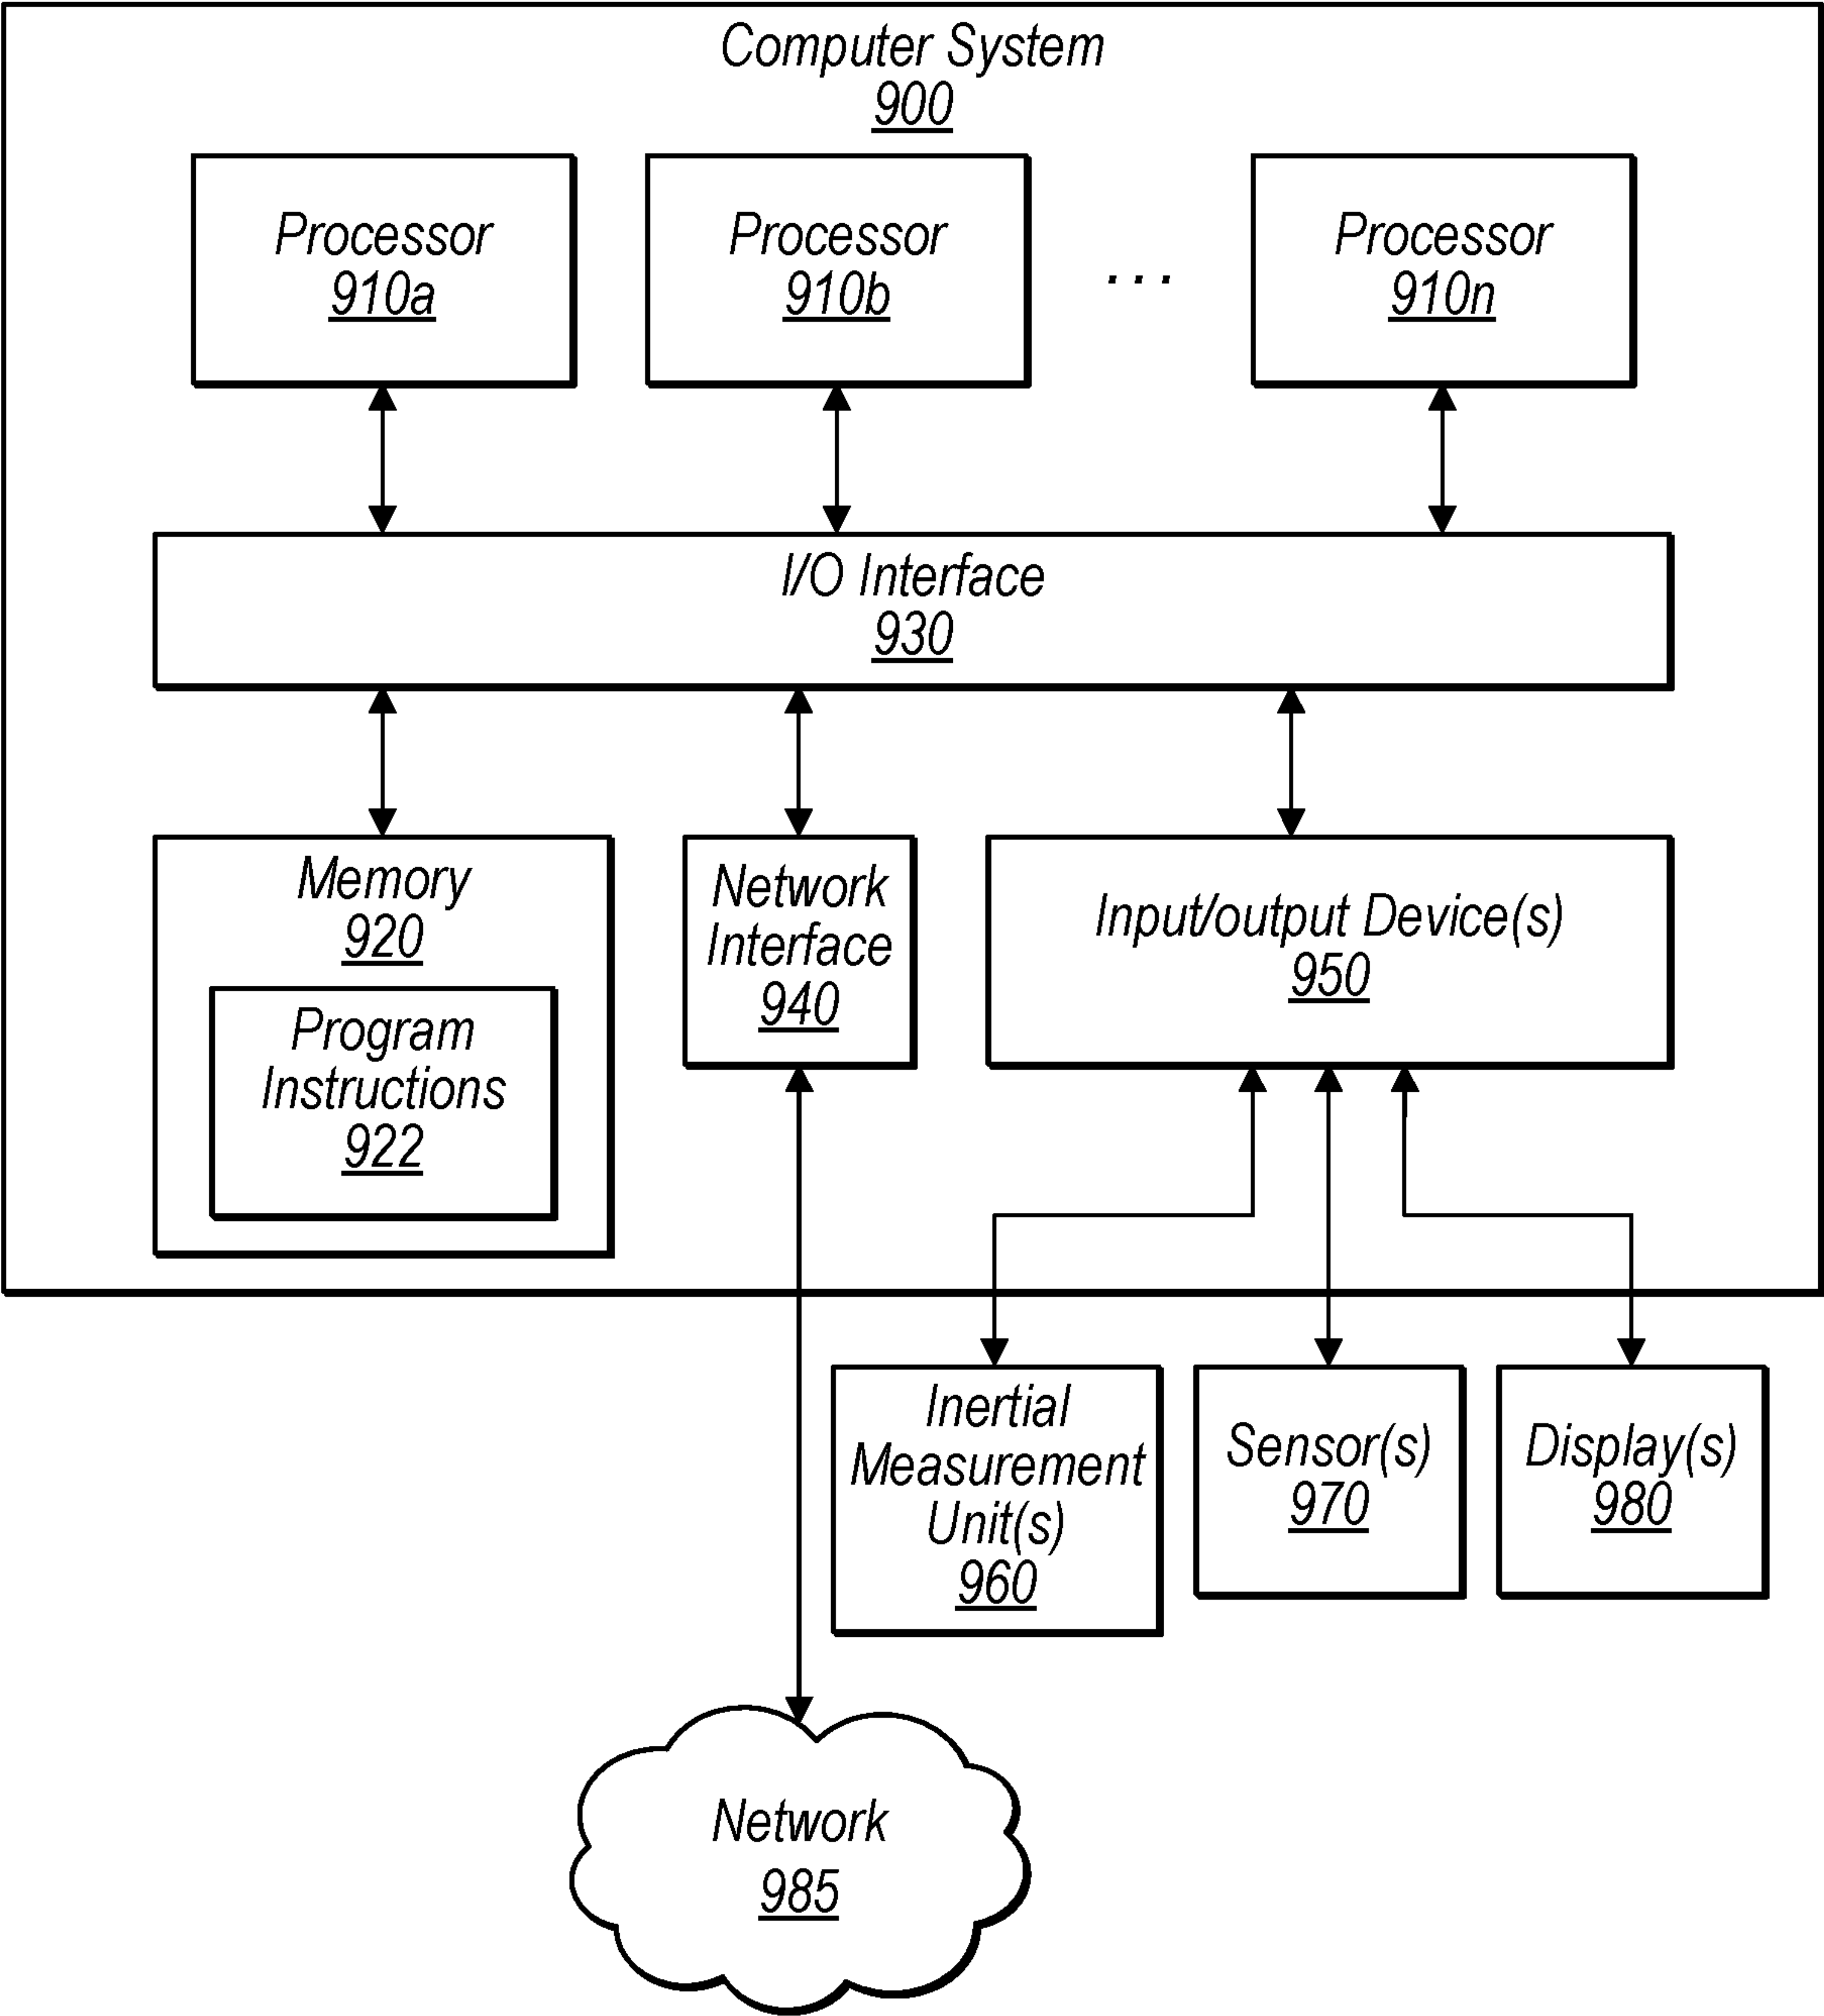 Computer System
900
Processor
910a
Processor
910b
. . .
Processor
910n
I/O Interface
930
Memory
920
Program
Instructions
922
Network
Interface
940
Input/output Device(s)
950
Inertial
Measurement
Unit(s)
960
Sensor(s)
970
Display(s)
980
Network
985